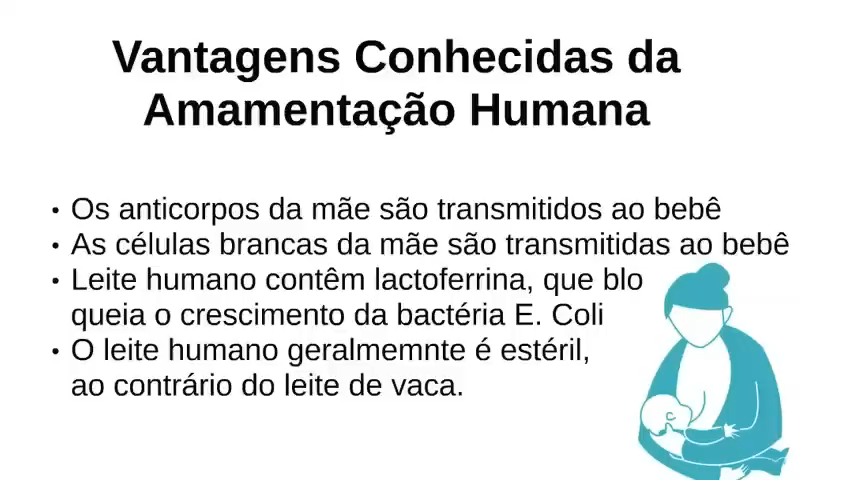 Vantagens Conhecidas da
Amamentação Humana
• Os anticorpos da mãe são transmitidos ao bebê
• As células brancas da mãe são transmitidas ao bebê
• Leite humano contêm lactoferrina, que blo
queia o crescimento da bactéria E. Coli
• O leite humano geralmemnte é estéril,
ao contrário do leite de vaca.